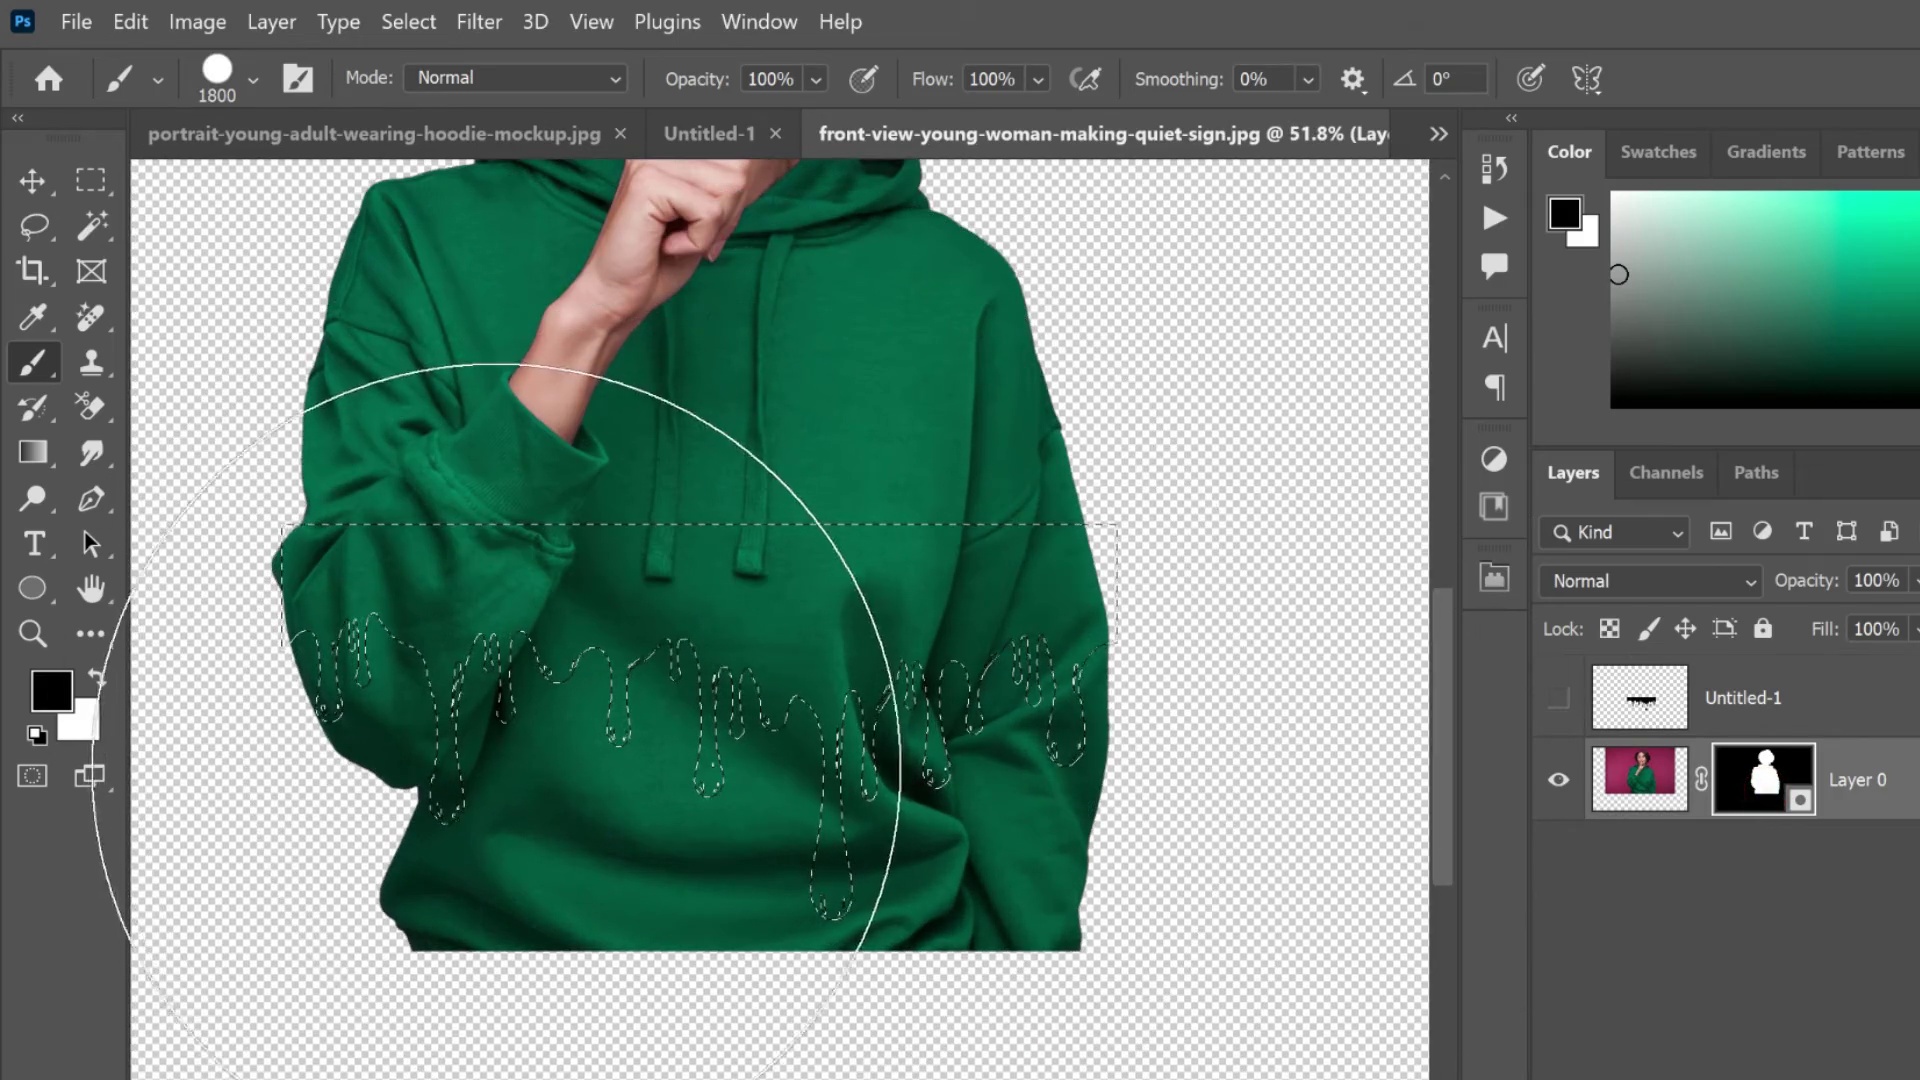 Ps File Edit Image Layer Type Select Filter 3D View Plugins Window Help
1800 Mode: Normal Opacity: 100% Flow: 100% Smoothing: 0% 0°
portrait-young-adult-wearing-hoodie-mockup.jpg × Untitled-1 × front-view-young-woman-making-quiet-sign.jpg @ 51.8% (Laye
Color Swatches Gradients Patterns
Layers Channels Paths
Kind
Normal Opacity: 100%
Lock: Fill: 100%
Untitled-1
Layer 0